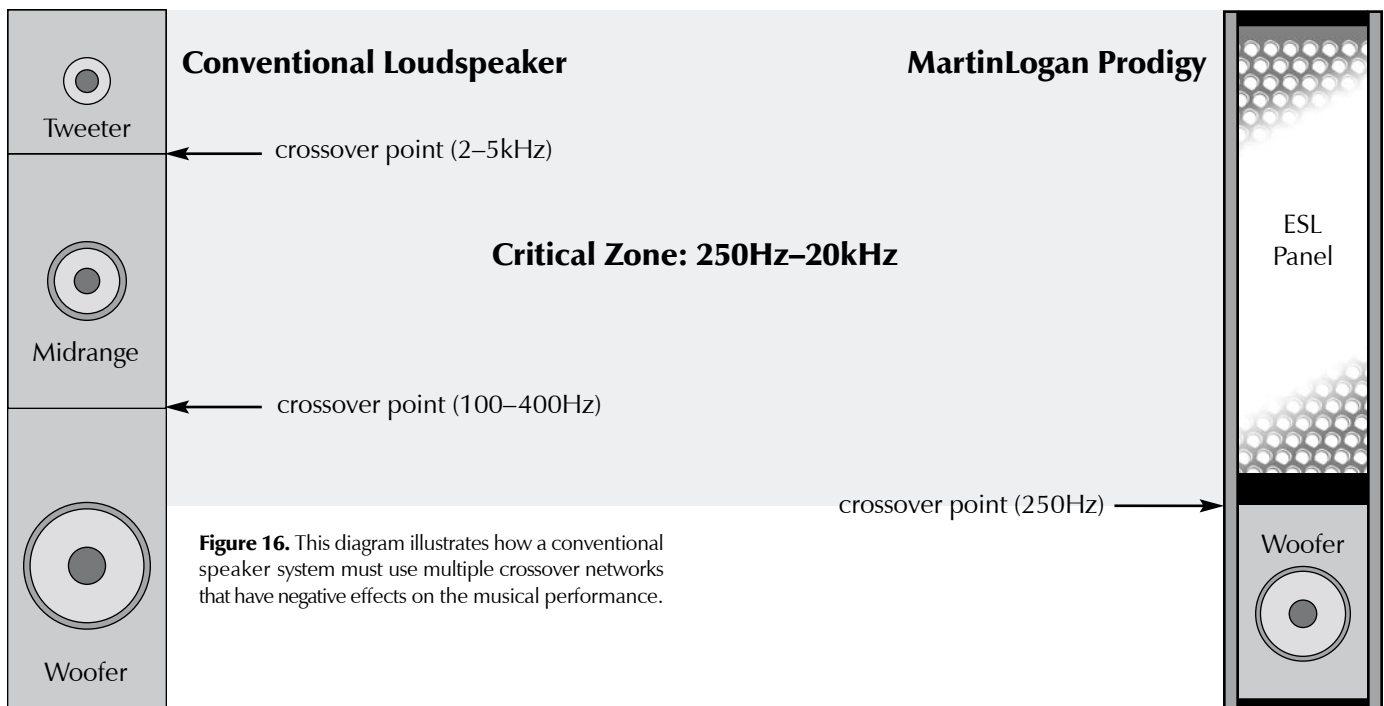 Conventional Loudspeaker
MartinLogan Prodigy
Tweeter
crossover point (2–5kHz)
ESL
Panel
Critical Zone: 250Hz–20kHz
Midrange
crossover point (100–400Hz)
crossover point (250Hz)
Figure 16. This diagram illustrates how a conventional
speaker system must use multiple crossover networks
that have negative effects on the musical performance.
Woofer
Woofer